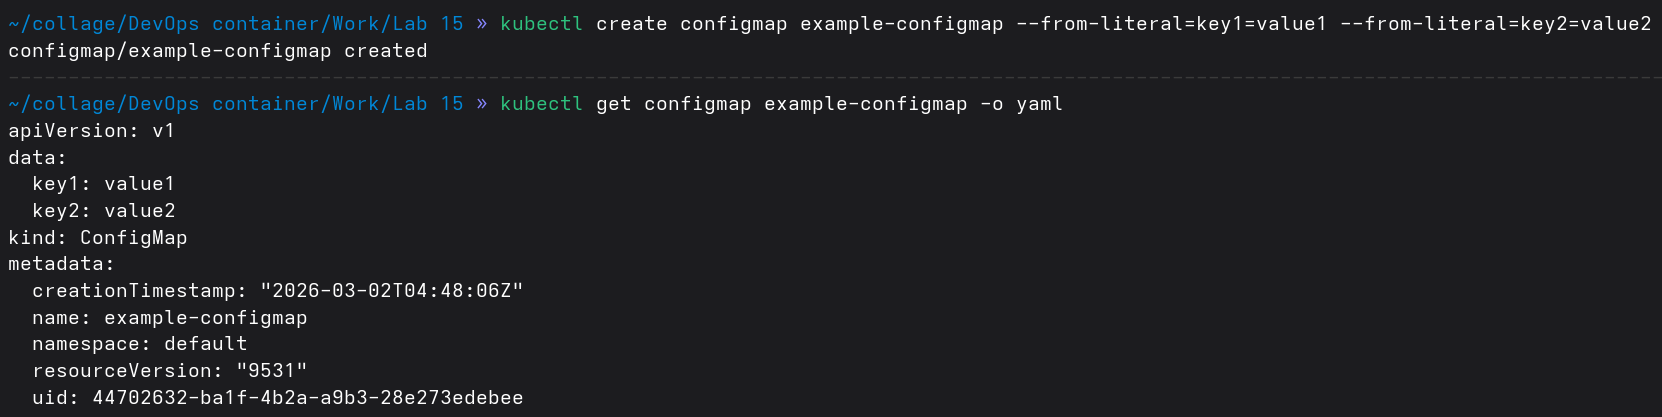 ~/collage/DevOps container/Work/Lab 15 » kubectl create configmap example-configmap --from-literal=key1=value1 --from-literal=key2=value2
configmap/example-configmap created
~/collage/DevOps container/Work/Lab 15 » kubectl get configmap example-configmap -o yaml
apiVersion: v1
data:
  key1: value1
  key2: value2
kind: ConfigMap
metadata:
  creationTimestamp: "2026-03-02T04:48:06Z"
  name: example-configmap
  namespace: default
  resourceVersion: "9531"
  uid: 44702632-ba1f-4b2a-a9b3-28e273edebee